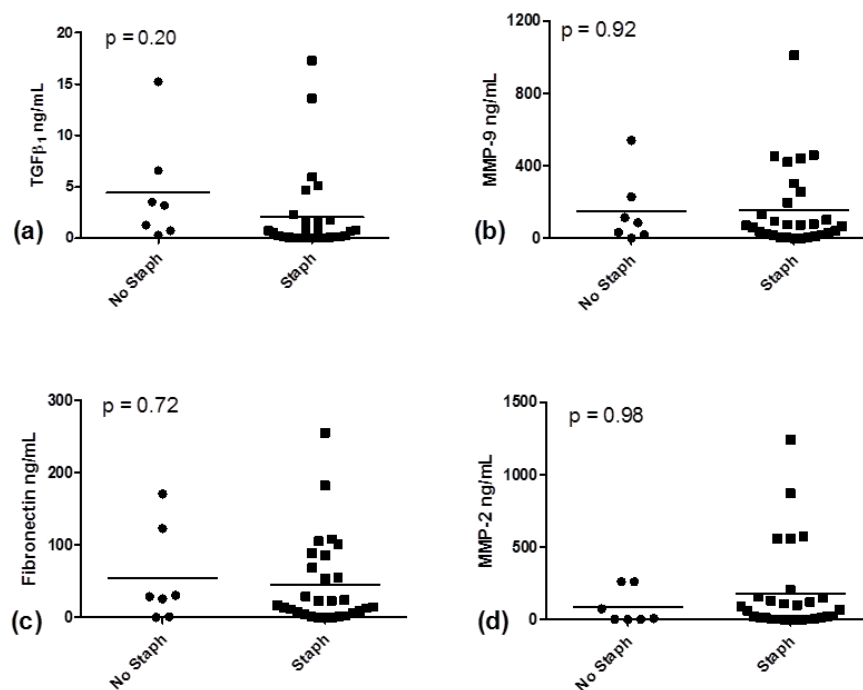 p = 0.20
20
15
10
5
0
TGFβ1 ng/mL
(a)
No Staph
Staph
p = 0.92
1200
800
400
0
MMP-9 ng/mL
(b)
No Staph
Staph
p = 0.72
300
200
100
0
Fibronectin ng/mL
(c)
No Staph
Staph
p = 0.98
1500
1000
500
0
MMP-2 ng/mL
(d)
No Staph
Staph